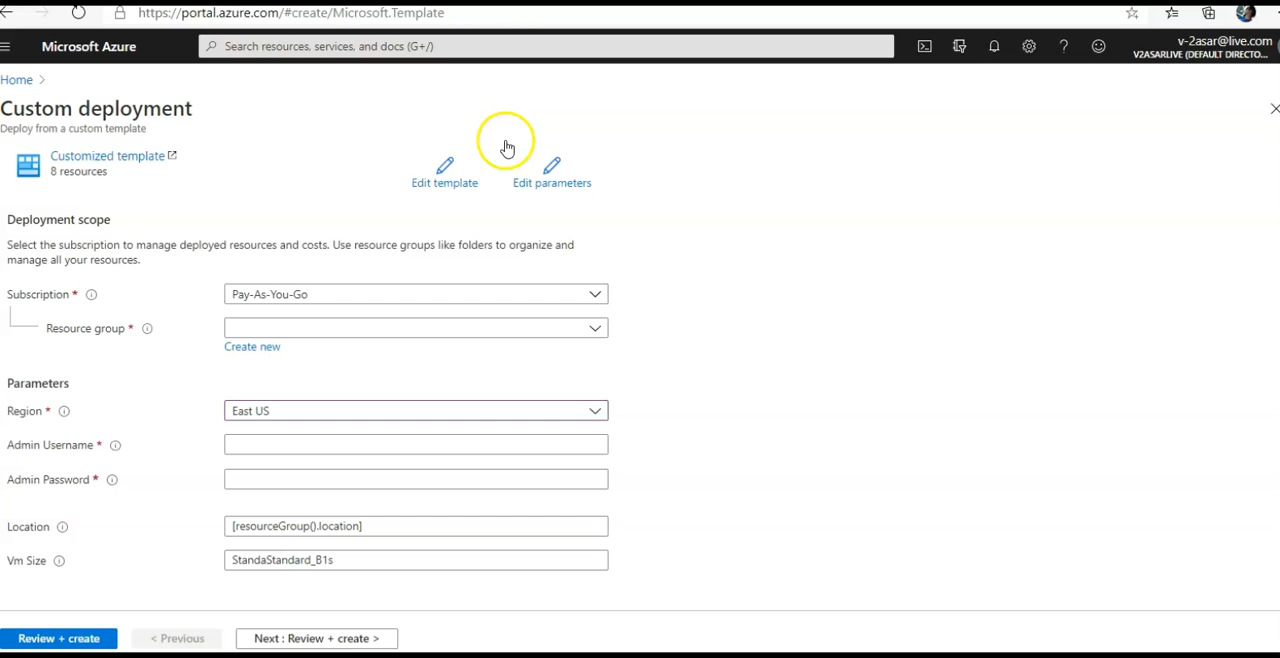 https://portal.azure.com/#create/Microsoft.Template
Microsoft Azure
Search resources, services, and docs (G+/)
v-2asar@live.com
V2ASARLIVE (DEFAULT DIRECTO...
Home >
Custom deployment
Deploy from a custom template
Customized template
8 resources
Edit template
Edit parameters
Deployment scope
Select the subscription to manage deployed resources and costs. Use resource groups like folders to organize and
manage all your resources.
Subscription *
Pay-As-You-Go
Resource group *
Create new
Parameters
Region *
East US
Admin Username *
Admin Password *
Location
[resourceGroup().location]
Vm Size
StandaStandard_B1s
Review + create
< Previous
Next : Review + create >